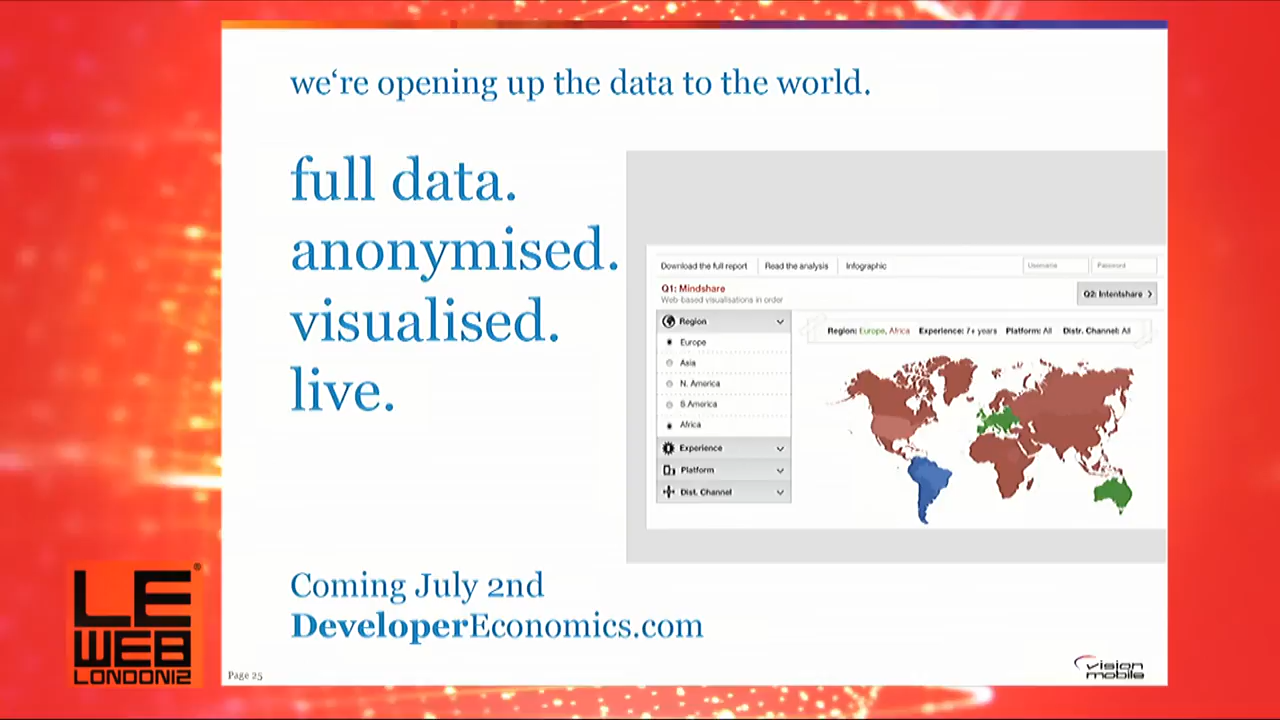 we‘re opening up the data to the world.
full data.
anonymised.
visualised.
live.
Download the full report
Read the analysis
Infographic
Username
Password
Q1: Mindshare
Web-based visualisations in order
Q2: Intentshare
Region
Europe
Asia
N. America
S.America
Africa
Experience
Platform
Dist. Channel
Region: Europe, Africa Experience: 7+ years Platform: All Distr. Channel: All
Coming July 2nd
DeveloperEconomics.com
Page 25
vision
mobile
LE
WEB
LONDON12
®